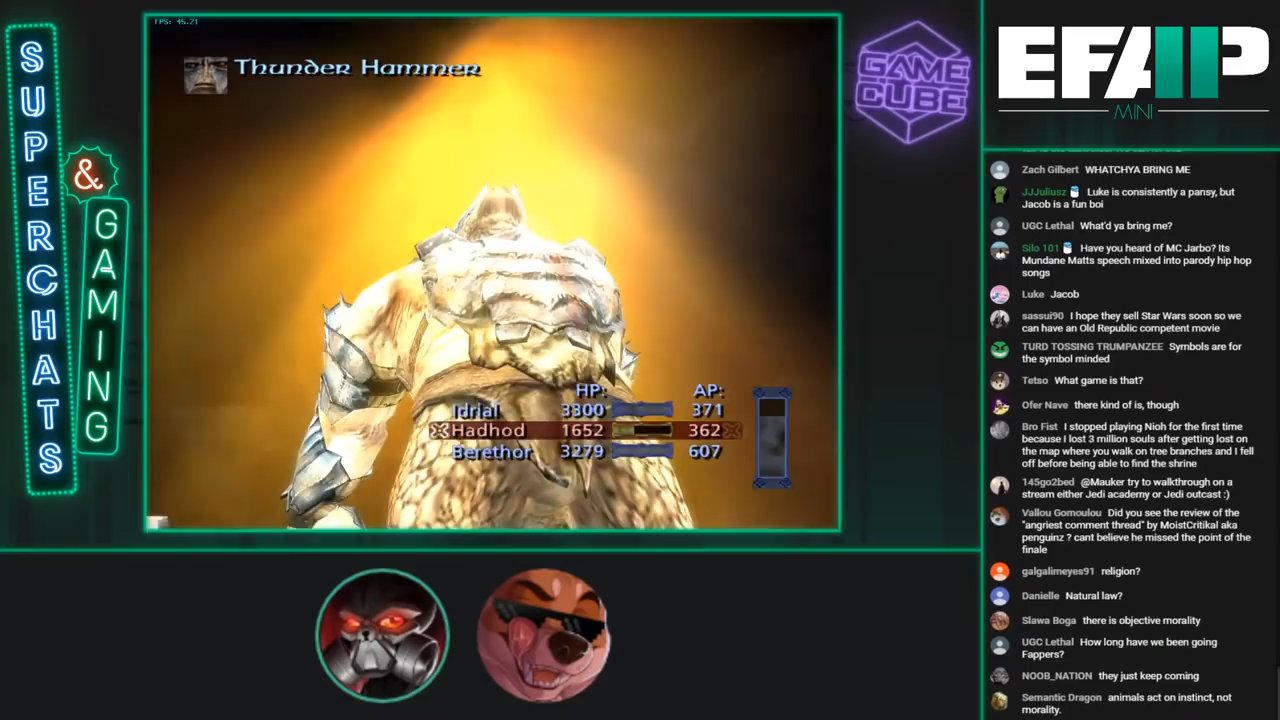 FPS: 45.21
SUPERCHATS
&
GAMING
Thunder Hammer
HP: AP:
Idrial 3300 371
Hadhod 1652 362
Berethor 3279 607
GAME
CUBE
EFAP
MINI
Zach Gilbert WHATCHYA BRING ME
JJJuliusz Luke is consistently a pansy, but
Jacob is a fun boi
UGC Lethal What'd ya bring me?
Silo 101 Have you heard of MC Jarbo? Its
Mundane Matts speech mixed into parody hip hop
songs
Luke Jacob
sassui90 I hope they sell Star Wars soon so we
can have an Old Republic competent movie
TURD TOSSING TRUMPANZEE Symbols are for
the symbol minded
Tetso What game is that?
Ofer Nave there kind of is, though
Bro Fist I stopped playing Nioh for the first time
because I lost 3 million souls after getting lost on
the map where you walk on tree branches and I fell
off before being able to find the shrine
145go2bed @Mauker try to walkthrough on a
stream either Jedi academy or Jedi outcast :)
Vallou Gomoulou Did you see the review of the
"angriest comment thread" by MoistCritikal aka
penguinz ? cant believe he missed the point of the
finale
galgalimeyes91 religion?
Danielle Natural law?
Slawa Boga there is objective morality
UGC Lethal How long have we been going
Fappers?
NOOB_NATION they just keep coming
Semantic Dragon animals act on instinct, not
morality.